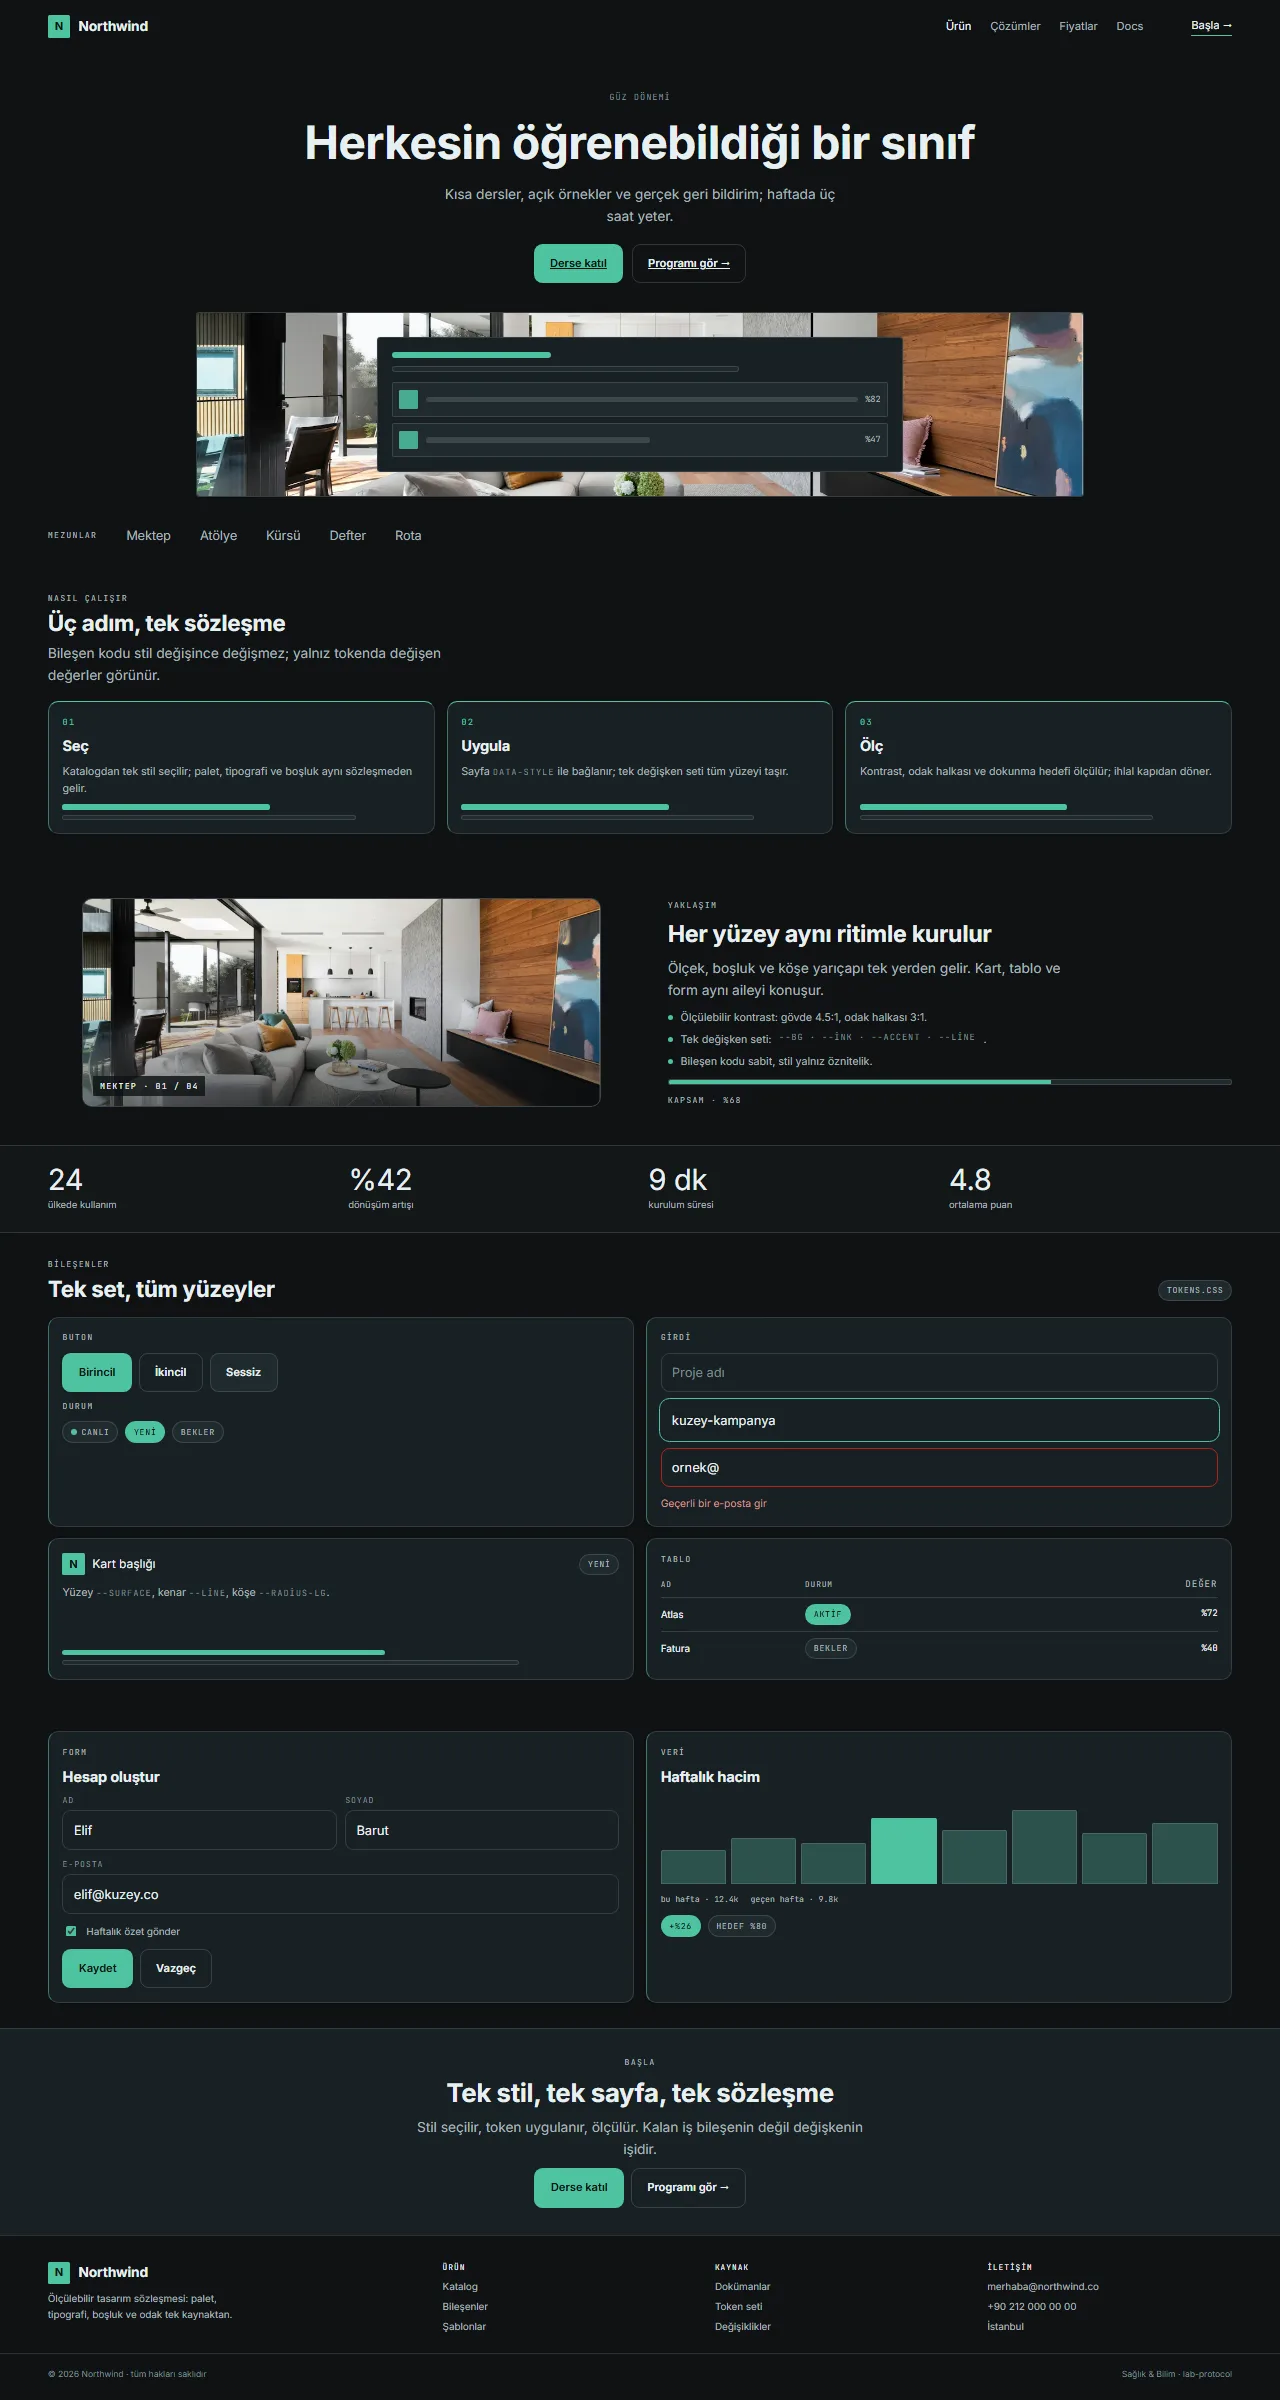 N Northwind
Ürün Çözümler Fiyatlar Docs Başla →
GÜZ DÖNEMİ
Herkesin öğrenebildiği bir sınıf
Kısa dersler, açık örnekler ve gerçek geri bildirim; haftada üç
saat yeter.
Derse katıl Programı gör →
%82
%47
MEZUNLAR Mektep Atölye Kürsü Defter Rota
NASIL ÇALIŞIR
Üç adım, tek sözleşme
Bileşen kodu stil değişince değişmez; yalnız tokenda değişen
değerler görünür.
01
Seç
Katalogdan tek stil seçilir; palet, tipografi ve boşluk aynı sözleşmeden
gelir.
02
Uygula
Sayfa DATA-STYLE ile bağlanır; tek değişken seti tüm yüzeyi taşır.
03
Ölç
Kontrast, odak halkası ve dokunma hedefi ölçülür; ihlal kapıdan döner.
MEKTEP · 01 / 04
YAKLAŞIM
Her yüzey aynı ritimle kurulur
Ölçek, boşluk ve köşe yarıçapı tek yerden gelir. Kart, tablo ve
form aynı aileyi konuşur.
Ölçülebilir kontrast: gövde 4.5:1, odak halkası 3:1.
Tek değişken seti: --BG · --İNK · --ACCENT · --LİNE .
Bileşen kodu sabit, stil yalnız öznitelik.
KAPSAM · %68
24
ülkede kullanım
%42
dönüşüm artışı
9 dk
kurulum süresi
4.8
ortalama puan
BİLEŞENLER
Tek set, tüm yüzeyler
TOKENS.CSS
BUTON
Birincil İkincil Sessiz
DURUM
CANLI YENİ BEKLER
GİRDİ
Proje adı
kuzey-kampanya
ornek@
Geçerli bir e-posta gir
N Kart başlığı YENİ
Yüzey --SURFACE, kenar --LİNE, köşe --RADİUS-LG.
TABLO
AD DURUM DEĞER
Atlas AKTİF %72
Fatura BEKLER %40
FORM
Hesap oluştur
AD SOYAD
Elif Barut
E-POSTA
elif@kuzey.co
Haftalık özet gönder
Kaydet Vazgeç
VERİ
Haftalık hacim
bu hafta · 12.4k geçen hafta · 9.8k
+%26 HEDEF %80
BAŞLA
Tek stil, tek sayfa, tek sözleşme
Stil seçilir, token uygulanır, ölçülür. Kalan iş bileşenin değil değişkenin
işidir.
Derse katıl Programı gör →
N Northwind
Ölçülebilir tasarım sözleşmesi: palet,
tipografi, boşluk ve odak tek kaynaktan.
ÜRÜN
Katalog
Bileşenler
Şablonlar
KAYNAK
Dokümanlar
Token seti
Değişiklikler
İLETİŞİM
merhaba@northwind.co
+90 212 000 00 00
İstanbul
© 2026 Northwind · tüm hakları saklıdır
Sağlık & Bilim · lab-protocol